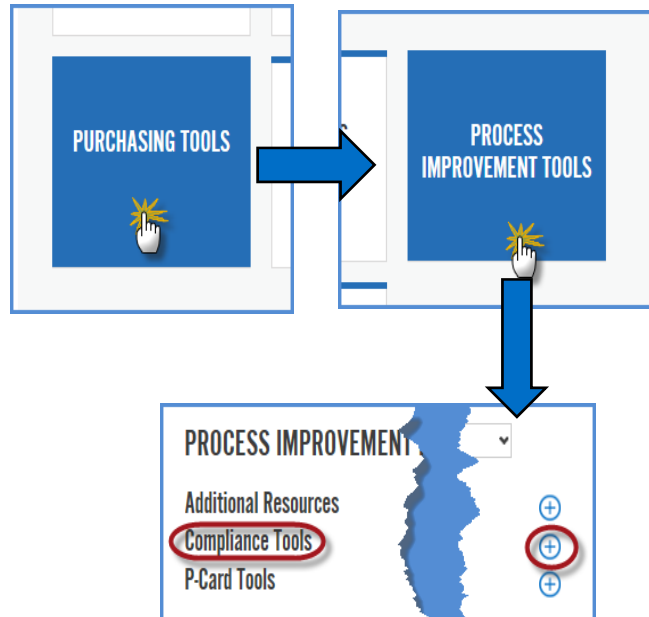 PURCHASING TOOLS
PROCESS
IMPROVEMENT TOOLS
PROCESS IMPROVEMENT
Additional Resources
Compliance Tools
P-Card Tools